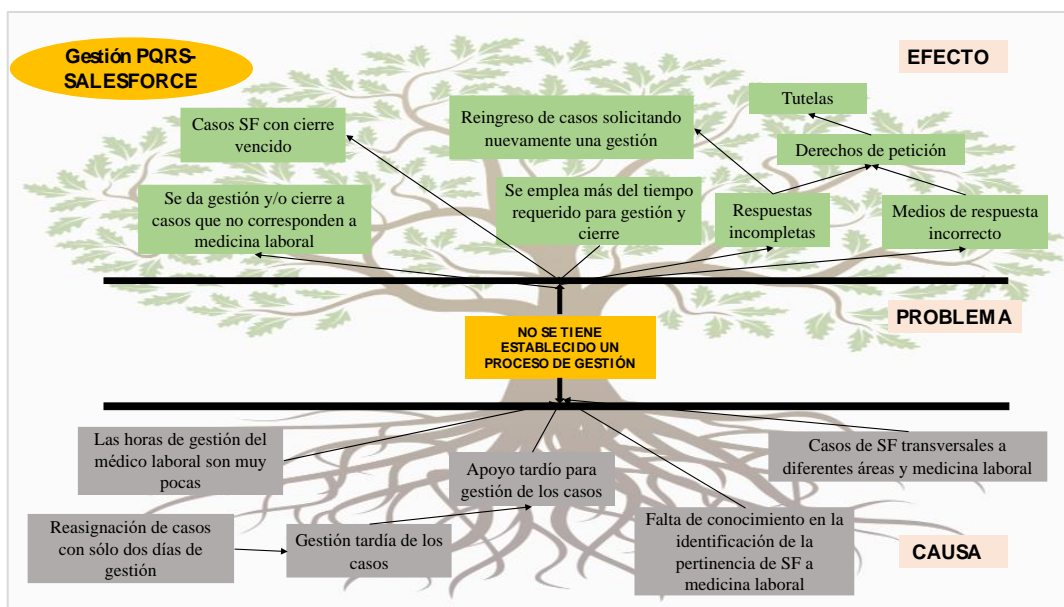 Gestión PQRS-
SALESFORCE
EFECTO
Tutelas
Casos SF con cierre
vencido
Reingreso de casos solicitando
nuevamente una gestión
Derechos de petición
Se da gestión y/o cierre a
casos que no corresponden a
medicina laboral
Se emplea más del tiempo
requerido para gestión y
cierre
Respuestas
incompletas
Medios de respuesta
incorrecto
PROBLEMA
NO SE TIENE
ESTABLECIDO UN
PROCESO DE GESTIÓN
Las horas de gestión del
médico laboral son muy
pocas
Apoyo tardío para
gestión de los casos
Casos de SF transversales a
diferentes áreas y medicina laboral
Reasignación de casos
con sólo dos días de
gestión
Gestión tardía de los
casos
Falta de conocimiento en la
identificación de la
pertinencia de SF a
medicina laboral
CAUSA